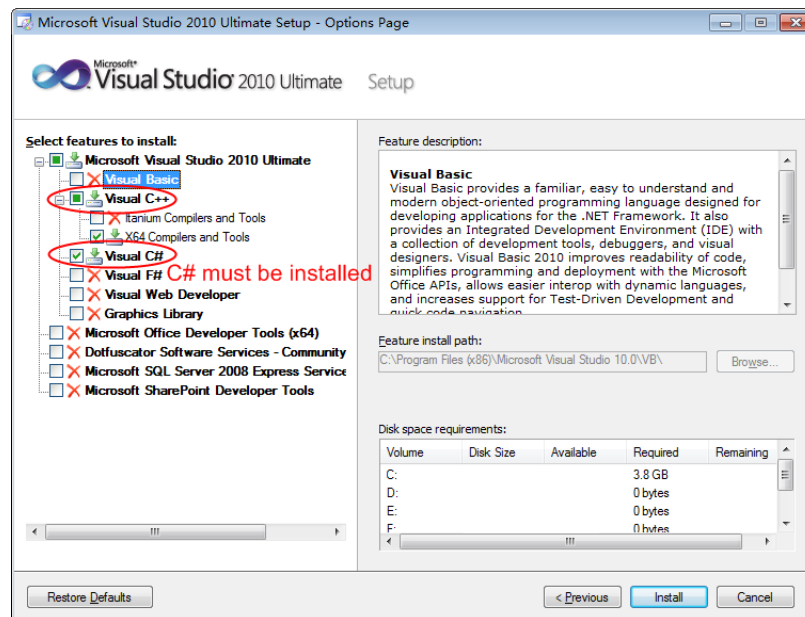 Microsoft Visual Studio 2010 Ultimate Setup - Options Page
Microsoft®
Visual Studio® 2010 Ultimate Setup
Select features to install:
Microsoft Visual Studio 2010 Ultimate
Visual Basic
Visual C++
Itanium Compilers and Tools
X64 Compilers and Tools
Visual C#
Visual F#
C# must be installed
Visual Web Developer
Graphics Library
Microsoft Office Developer Tools (x64)
Dotfuscator Software Services - Community
Microsoft SQL Server 2008 Express Service
Microsoft SharePoint Developer Tools
Feature description:
Visual Basic
Visual Basic provides a familiar, easy to understand and
modern object-oriented programming language designed for
developing applications for the .NET Framework. It also
provides an Integrated Development Environment (IDE) with
a collection of development tools, debuggers, and visual
designers. Visual Basic 2010 improves readability of code,
simplifies programming and deployment with the Microsoft
Office APIs, allows easier interop with dynamic languages,
and increases support for Test-Driven Development and
quick code navigation.
Feature install path:
C:\Program Files (x86)\Microsoft Visual Studio 10.0\VB\
Browse...
Disk space requirements:
Volume Disk Size Available Required Remaining
C: 3.8 GB
D: 0 bytes
E: 0 bytes
F: 0 bytes
Restore Defaults
< Previous
Install
Cancel